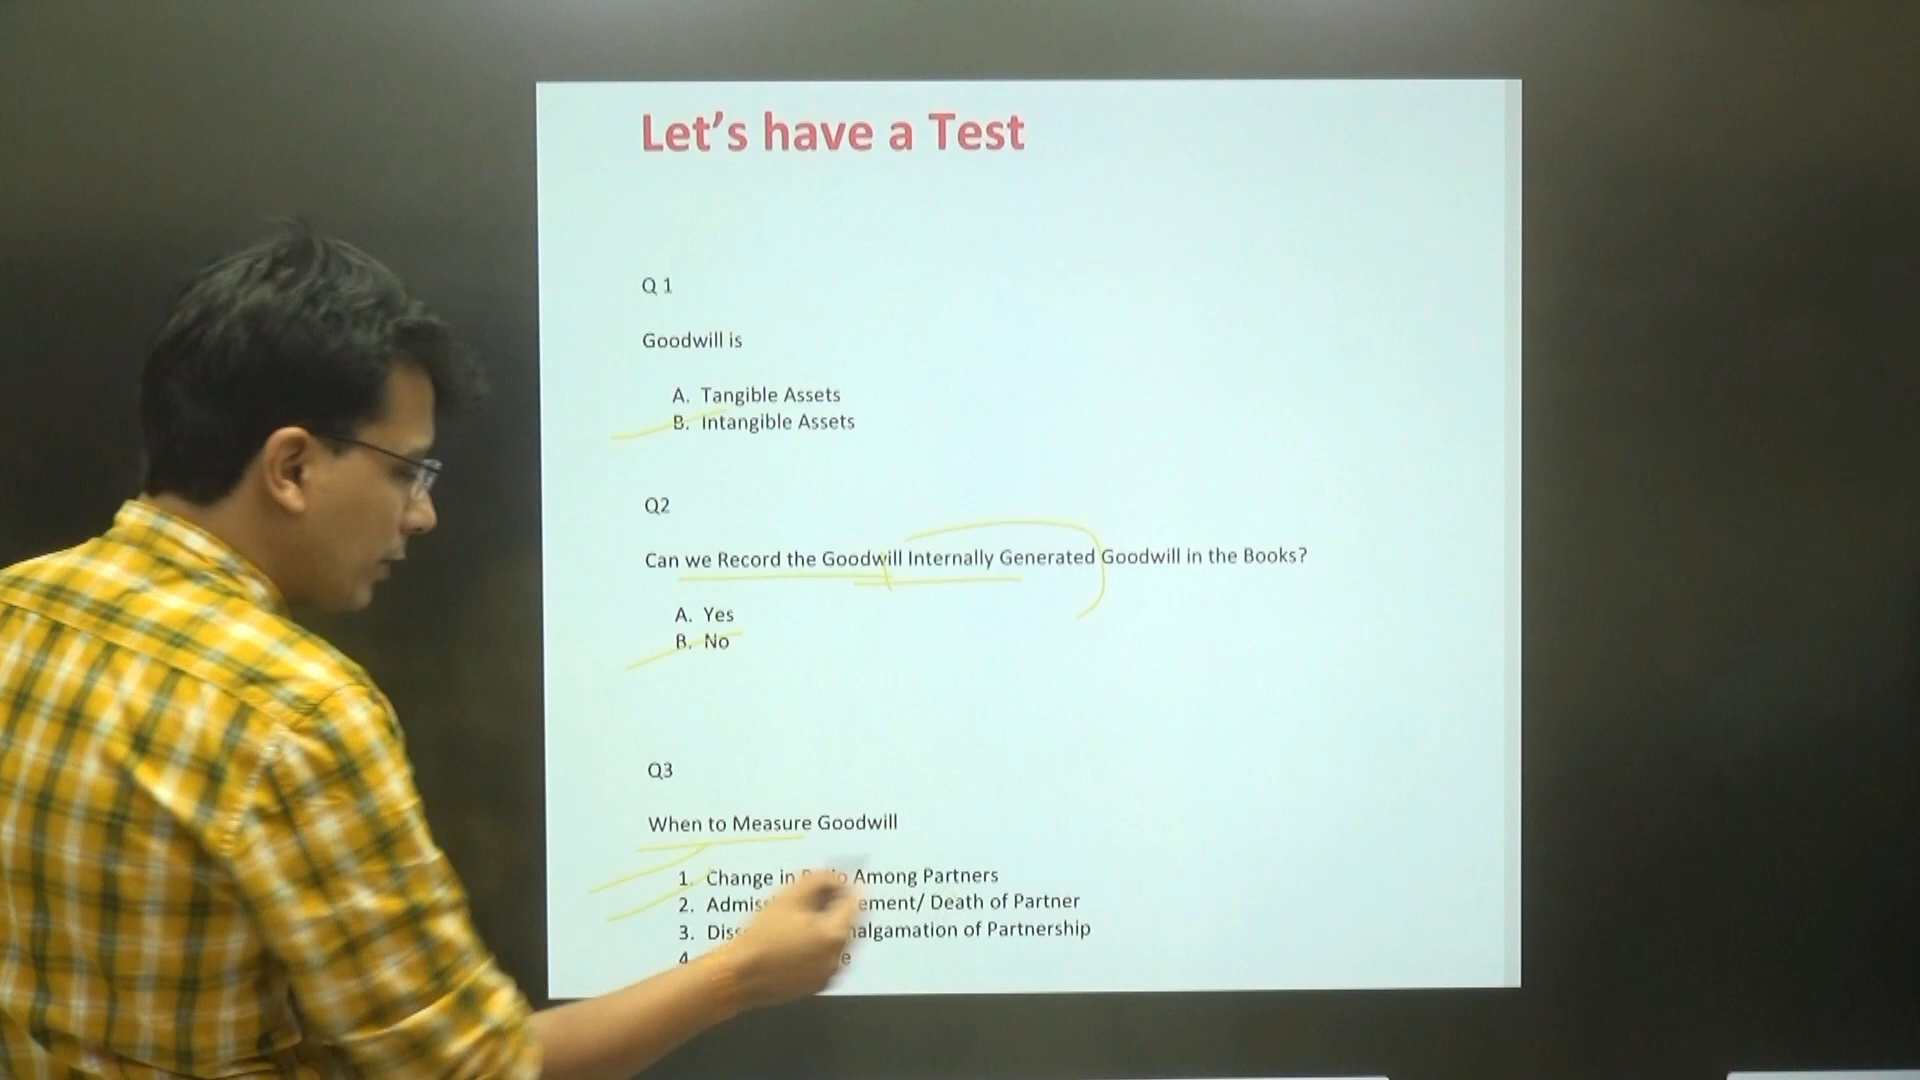 Let's have a Test
Q 1
Goodwill is
A. Tangible Assets
B. Intangible Assets
Q2
Can we Record the Goodwill Internally Generated Goodwill in the Books?
A. Yes
B. No
Q3
When to Measure Goodwill
1. Change in Among Partners
2. Death of Partner
3. of Partnership
4.